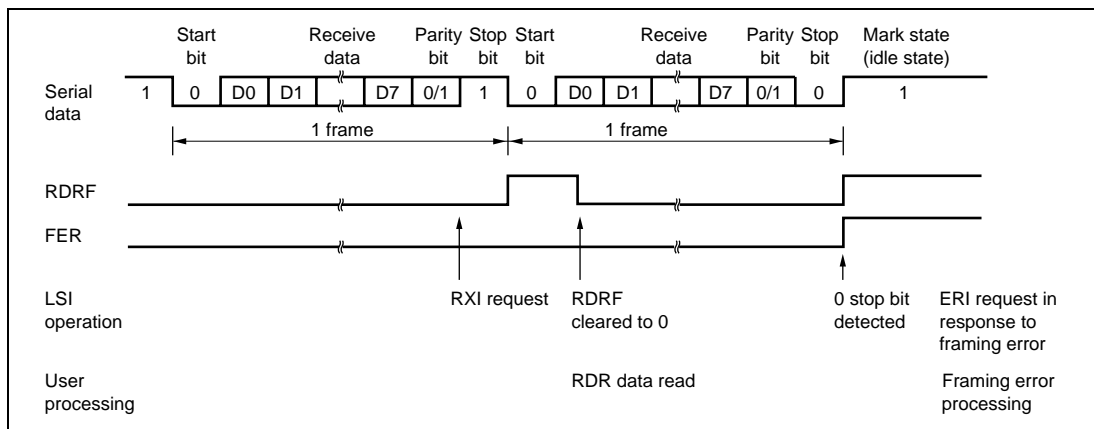 Start bit
Receive data
Parity bit
Stop bit
Start bit
Receive data
Parity bit
Stop bit
Mark state (idle state)
Serial data
1 0 D0 D1 D7 0/1 1 0 D0 D1 D7 0/1 0 1
1 frame 1 frame
RDRF
FER
LSI operation
RXI request
RDRF cleared to 0
0 stop bit detected
ERI request in response to framing error
User processing
RDR data read
Framing error processing